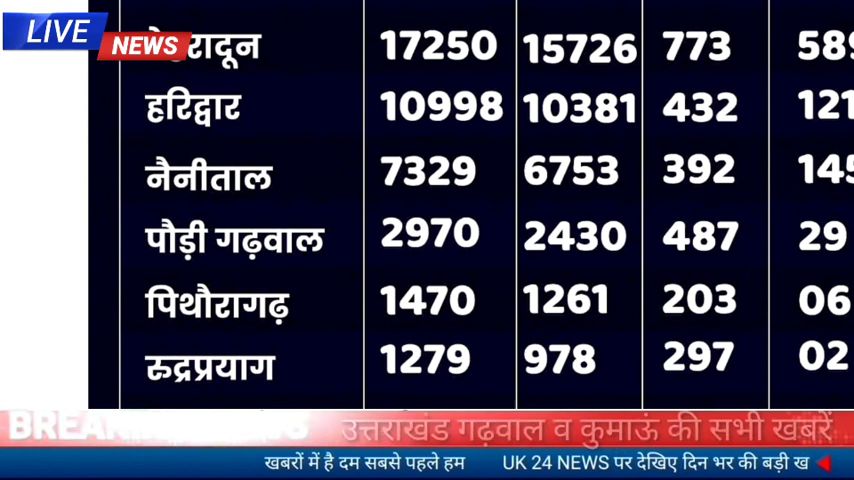 LIVE
NEWS
17250 15726 773
हरिद्वार 10998 10381 432
नैनीताल 7329 6753 392
पौड़ी गढ़वाल 2970 2430 487 29
पिथौरागढ़ 1470 1261 203 06
रुद्रप्रयाग 1279 978 297 02
उत्तराखंड गढ़वाल व कुमाऊं की सभी खबरें
खबरों में है दम सबसे पहले हम UK 24 NEWS पर देखिए दिन भर की बड़ी ख